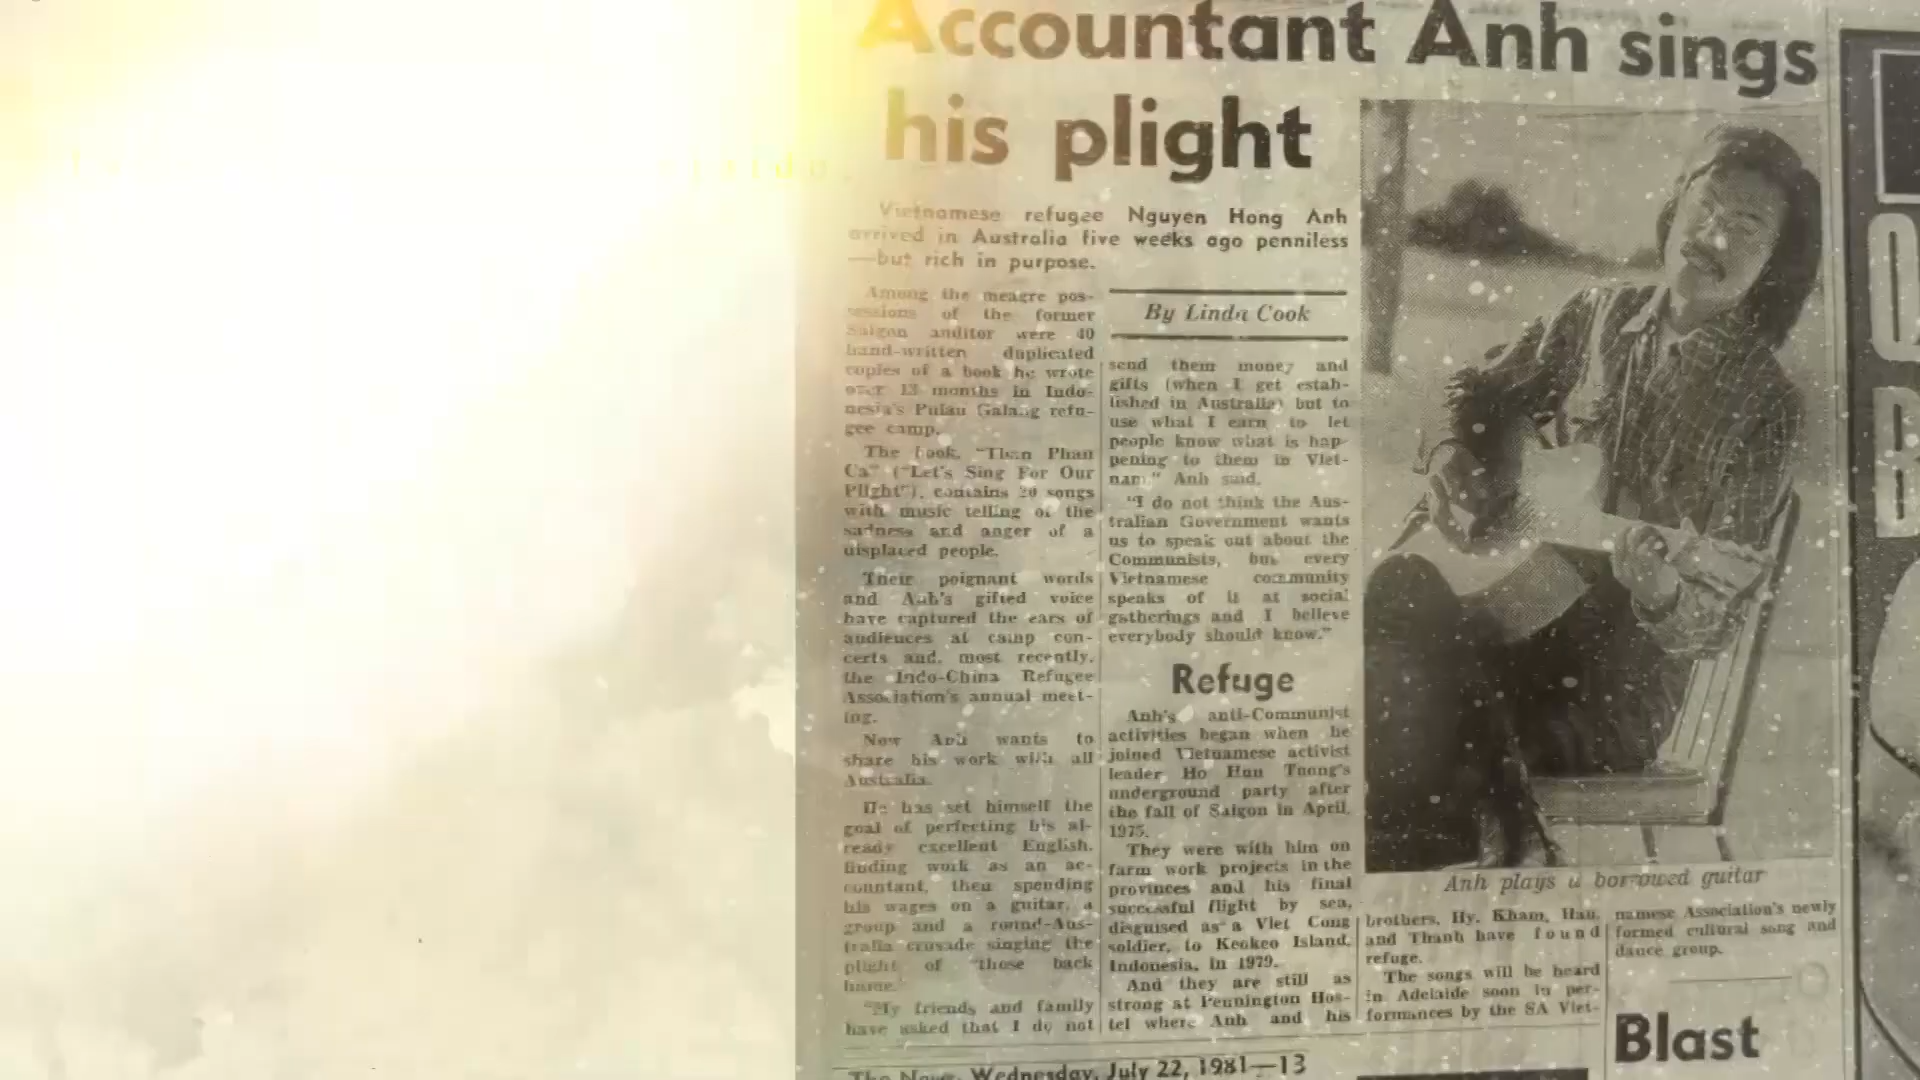 Accountant Anh sings
his plight
Vietnamese refugee Nguyen Hong Anh
arrived in Australia five weeks ago penniless
—but rich in purpose.
Among the meagre pos-
sessions of the former
Saigon auditor were 40
hand-written duplicated
copies of a book he wrote
over 13 months in Indo-
nesia's Pulau Galang refu-
gee camp.
The book, "Than Phan
Ca" ("Let's Sing For Our
Plight"), contains 20 songs
with music telling of the
sadness and anger of a
displaced people.
Their poignant words
and Anh's gifted voice
have captured the ears of
audiences at camp con-
certs and, most recently,
the Indo-China Refugee
Association's annual meet-
ing.
Now Anh wants to
share his work with all
Australia.
He has set himself the
goal of perfecting his al-
ready excellent English,
finding work as an ac-
countant, then spending
his wages on a guitar, a
group and a round-Aus-
tralia crusade singing the
plight of "those back
home."
"My friends and family
have asked that I do not
By Linda Cook
send them money and
gifts (when I get estab-
lished in Australia) but to
use what I earn to let
people know what is hap-
pening to them in Viet-
nam," Anh said.
"I do not think the Aus-
tralian Government wants
us to speak out about the
Communists, but every
Vietnamese community
speaks of it at social
gatherings and I believe
everybody should know."
Refuge
Anh's anti-Communist
activities began when he
joined Vietnamese activist
leader Ho Huu Tuong's
underground party after
the fall of Saigon in April,
1975.
They were with him on
farm work projects in the
provinces and his final
successful flight by sea,
disguised as a Viet Cong
soldier, to Keokeo Island,
Indonesia, in 1979.
And they are still as
strong at Pennington Hos-
tel where Anh and his
Anh plays a borrowed guitar
brothers, Hy, Kham, Hau,
and Thanh have found
refuge.
The songs will be heard
in Adelaide soon in per-
formances by the SA Viet-
namese Association's newly
formed cultural song and
dance group.
Blast
The News, Wednesday, July 22, 1981—13